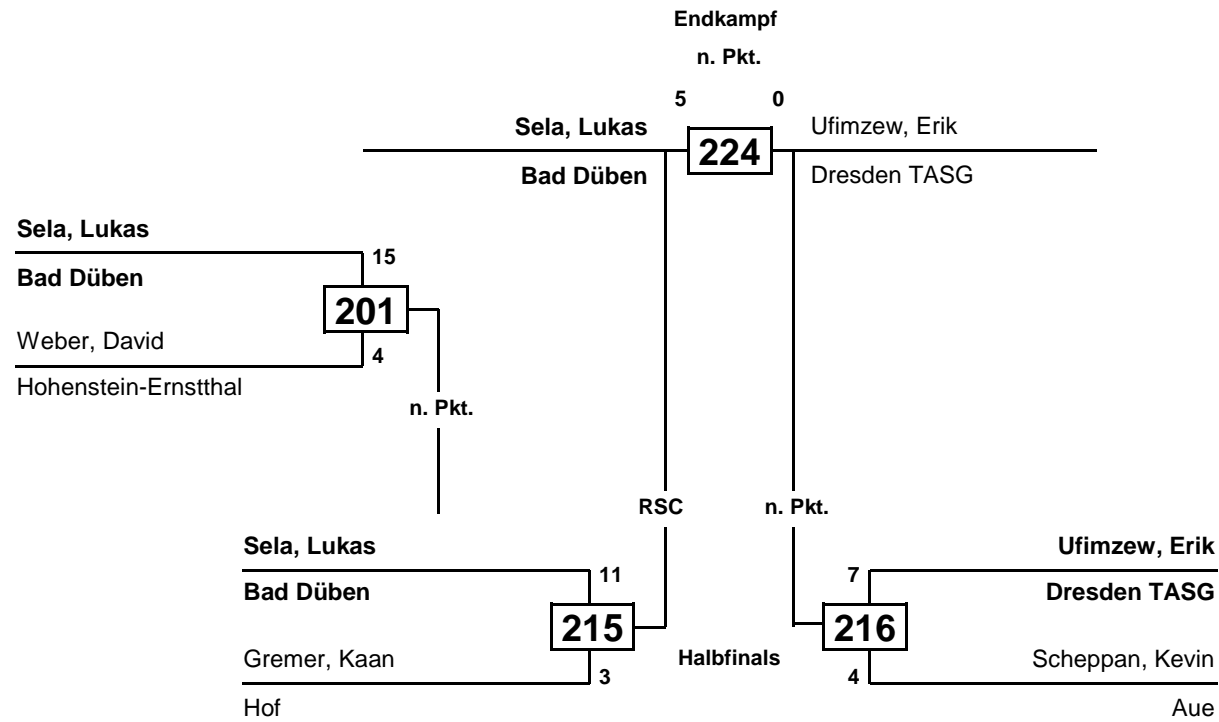 Endkampf
n. Pkt.
5 0
Sela, Lukas 224 Ufimzew, Erik
Bad Düben Dresden TASG
Sela, Lukas
15
Bad Düben
201
Weber, David
4
Hohenstein-Ernstthal
n. Pkt.
RSC n. Pkt.
Sela, Lukas Ufimzew, Erik
11 7
Bad Düben Dresden TASG
215 216
Gremer, Kaan Halbfinals Scheppan, Kevin
3 4
Hof Aue